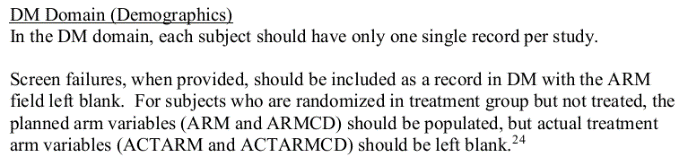 DM Domain (Demographics)
In the DM domain, each subject should have only one single record per study.
Screen failures, when provided, should be included as a record in DM with the ARM
field left blank.  For subjects who are randomized in treatment group but not treated, the
planned arm variables (ARM and ARMCD) should be populated, but actual treatment
arm variables (ACTARM and ACTARMCD) should be left blank.24